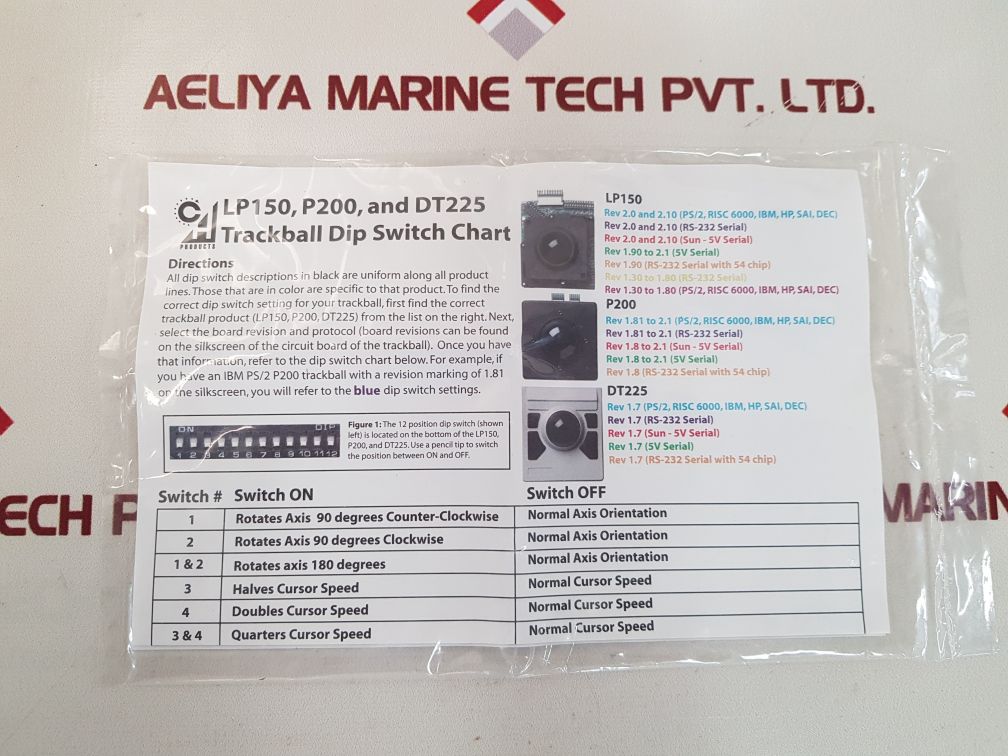 AELIYA MARINE TECH PVT. LTD.
CH PRODUCTS
LP150, P200, and DT225
Trackball Dip Switch Chart
Directions
All dip switch descriptions in black are uniform along all product
lines. Those that are in color are specific to that product. To find the
correct dip switch setting for your trackball, first find the correct
trackball product (LP150, P200, DT225) from the list on the right. Next,
select the board revision and protocol (board revisions can be found
on the silkscreen of the circuit board of the trackball). Once you have
that information, refer to the dip switch chart below. For example, if
you have an IBM PS/2 P200 trackball with a revision marking of 1.81
on the silkscreen, you will refer to the blue dip switch settings.
ON DIP
1 2 3 4 5 6 7 8 9 10 11 12
Figure 1: The 12 position dip switch (shown
left) is located on the bottom of the LP150,
P200, and DT225. Use a pencil tip to switch
the position between ON and OFF.
LP150
Rev 2.0 and 2.10 (PS/2, RISC 6000, IBM, HP, SAI, DEC)
Rev 2.0 and 2.10 (RS-232 Serial)
Rev 2.0 and 2.10 (Sun - 5V Serial)
Rev 1.90 to 2.1 (5V Serial)
Rev 1.90 (RS-232 Serial with 54 chip)
Rev 1.30 to 1.80 (RS-232 Serial)
Rev 1.30 to 1.80 (PS/2, RISC 6000, IBM, HP, SAI, DEC)
P200
Rev 1.81 to 2.1 (PS/2, RISC 6000, IBM, HP, SAI, DEC)
Rev 1.81 to 2.1 (RS-232 Serial)
Rev 1.8 to 2.1 (Sun - 5V Serial)
Rev 1.8 to 2.1 (5V Serial)
Rev 1.8 (RS-232 Serial with 54 chip)
DT225
Rev 1.7 (PS/2, RISC 6000, IBM, HP, SAI, DEC)
Rev 1.7 (RS-232 Serial)
Rev 1.7 (Sun - 5V Serial)
Rev 1.7 (5V Serial)
Rev 1.7 (RS-232 Serial with 54 chip)
Switch # Switch ON Switch OFF
1 Rotates Axis 90 degrees Counter-Clockwise Normal Axis Orientation
2 Rotates Axis 90 degrees Clockwise Normal Axis Orientation
1 & 2 Rotates axis 180 degrees Normal Axis Orientation
3 Halves Cursor Speed Normal Cursor Speed
4 Doubles Cursor Speed Normal Cursor Speed
3 & 4 Quarters Cursor Speed Normal Cursor Speed
ECH P
MARIN